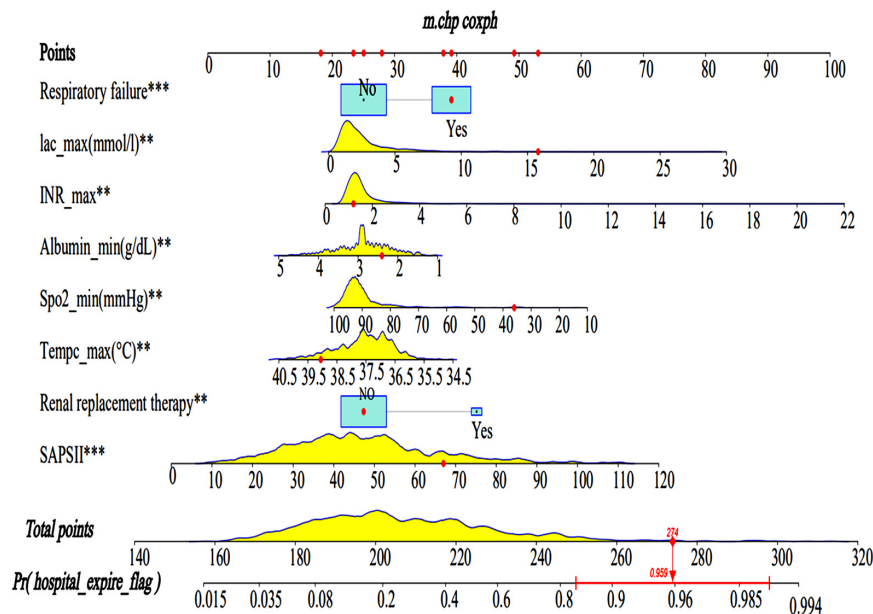 m.chp coxph
Points
0 10 20 30 40 50 60 70 80 90 100
Respiratory failure***
No
Yes
lac_max(mmol/l)**
0 5 10 15 20 25 30
INR_max**
0 2 4 6 8 10 12 14 16 18 20 22
Albumin_min(g/dL)**
5 4 3 2 1
Spo2_min(mmHg)**
100 90 80 70 60 50 40 30 20 10
Tempc_max(°C)**
40.5 39.5 38.5 37.5 36.5 35.5 34.5
Renal replacement therapy**
NO
Yes
SAPSII***
0 10 20 30 40 50 60 70 80 90 100 110 120
Total points
274
140 160 180 200 220 240 260 280 300 320
0.959
Pr( hospital_expire_flag )
0.015 0.035 0.08 0.2 0.4 0.6 0.8 0.9 0.96 0.985 0.994